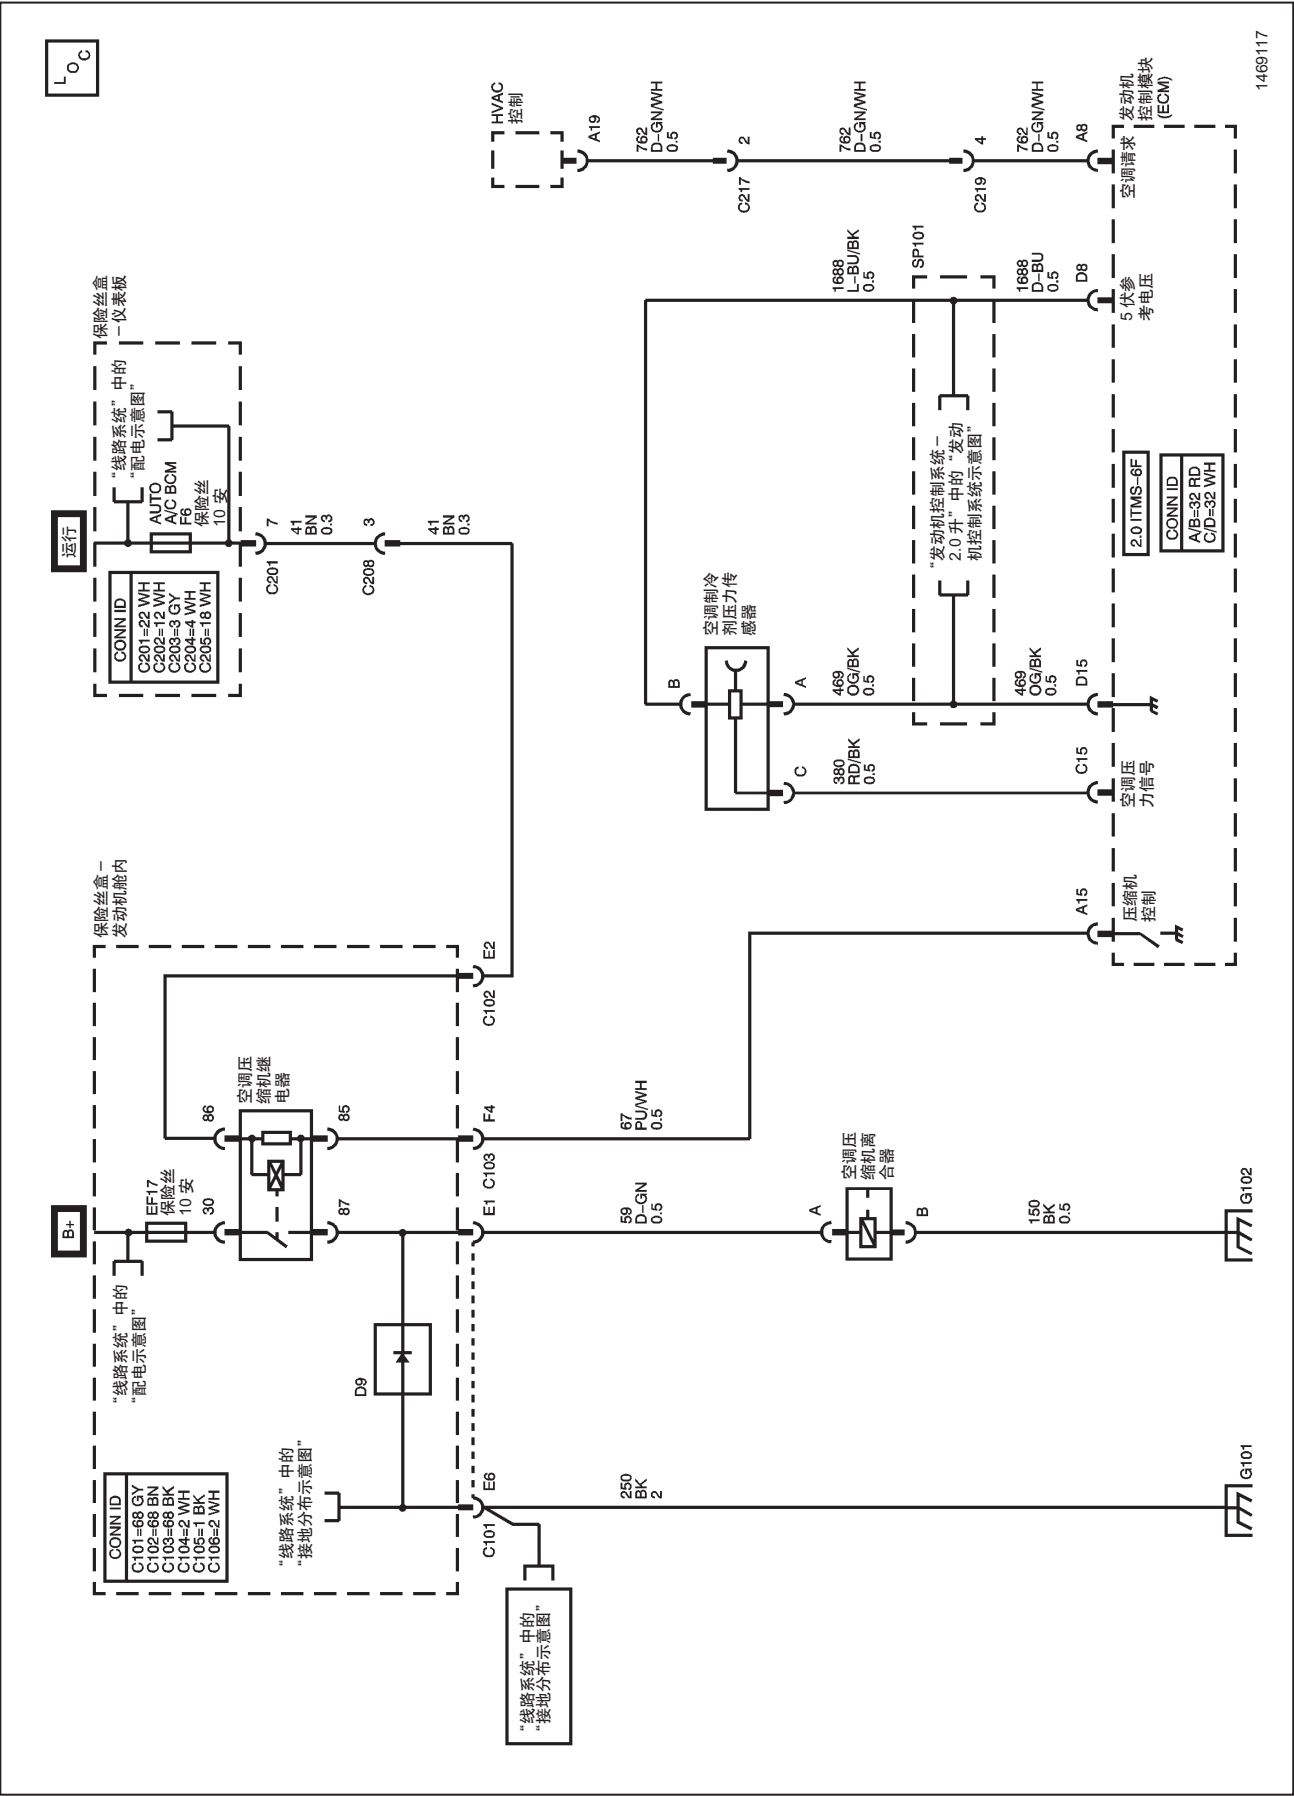 LOC
B+
"线路系统" 中的
"配电示意图"
EF17
保险丝
10 安
保险丝盒－
发动机舱内
CONN ID
C101=68 GY
C102=68 BN
C103=68 BK
C104=2 WH
C105=1 BK
C106=2 WH
"线路系统" 中的
"接地分布示意图"
D9
30
87
86
85
空调压
缩机继
电器
E6
C101
E1
C103
F4
C102
E2
"线路系统" 中的
"接地分布示意图"
250
BK
2
G101
59
D-GN
0.5
A
空调压
缩机离
合器
B
150
BK
0.5
G102
67
PU/WH
0.5
运行
保险丝盒
－仪表板
"线路系统" 中的
"配电示意图"
AUTO
A/C BCM
F6
保险丝
10 安
CONN ID
C201=22 WH
C202=12 WH
C203=3 GY
C204=4 WH
C205=18 WH
C201
7
41
BN
0.3
C208
3
41
BN
0.3
空调制冷
剂压力传
感器
B
A
C
380
RD/BK
0.5
469
OG/BK
0.5
469
OG/BK
0.5
1688
L-BU/BK
0.5
SP101
1688
D-BU
0.5
"发动机控制系统－
2.0 升" 中的 "发动
机控制系统示意图"
HVAC
控制
A19
762
D-GN/WH
0.5
C217
2
762
D-GN/WH
0.5
C219
4
762
D-GN/WH
0.5
A15
压缩机
控制
C15
空调压
力信号
D15
D8
5 伏参
考电压
A8
空调请求
发动机
控制模块
(ECM)
2.0 ITMS-6F
CONN ID
A/B=32 RD
C/D=32 WH
1469117